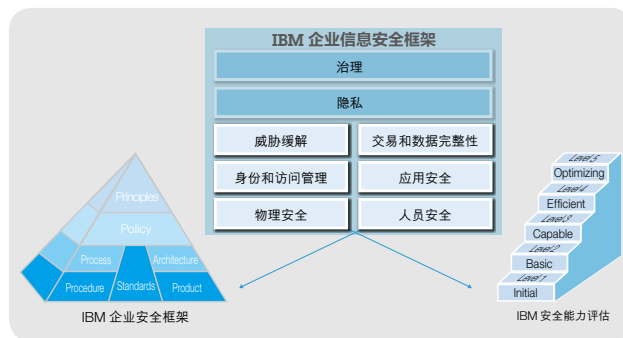 IBM 企业信息安全框架
治理
隐私
威胁缓解
交易和数据完整性
身份和访问管理
应用安全
物理安全
人员安全
Principles
Policy
Process
Architecture
Procedure
Standards
Product
IBM 企业安全框架
Level 5
Optimizing
Level 4
Efficient
Level 3
Capable
Level 2
Basic
Level 1
Initial
IBM 安全能力评估